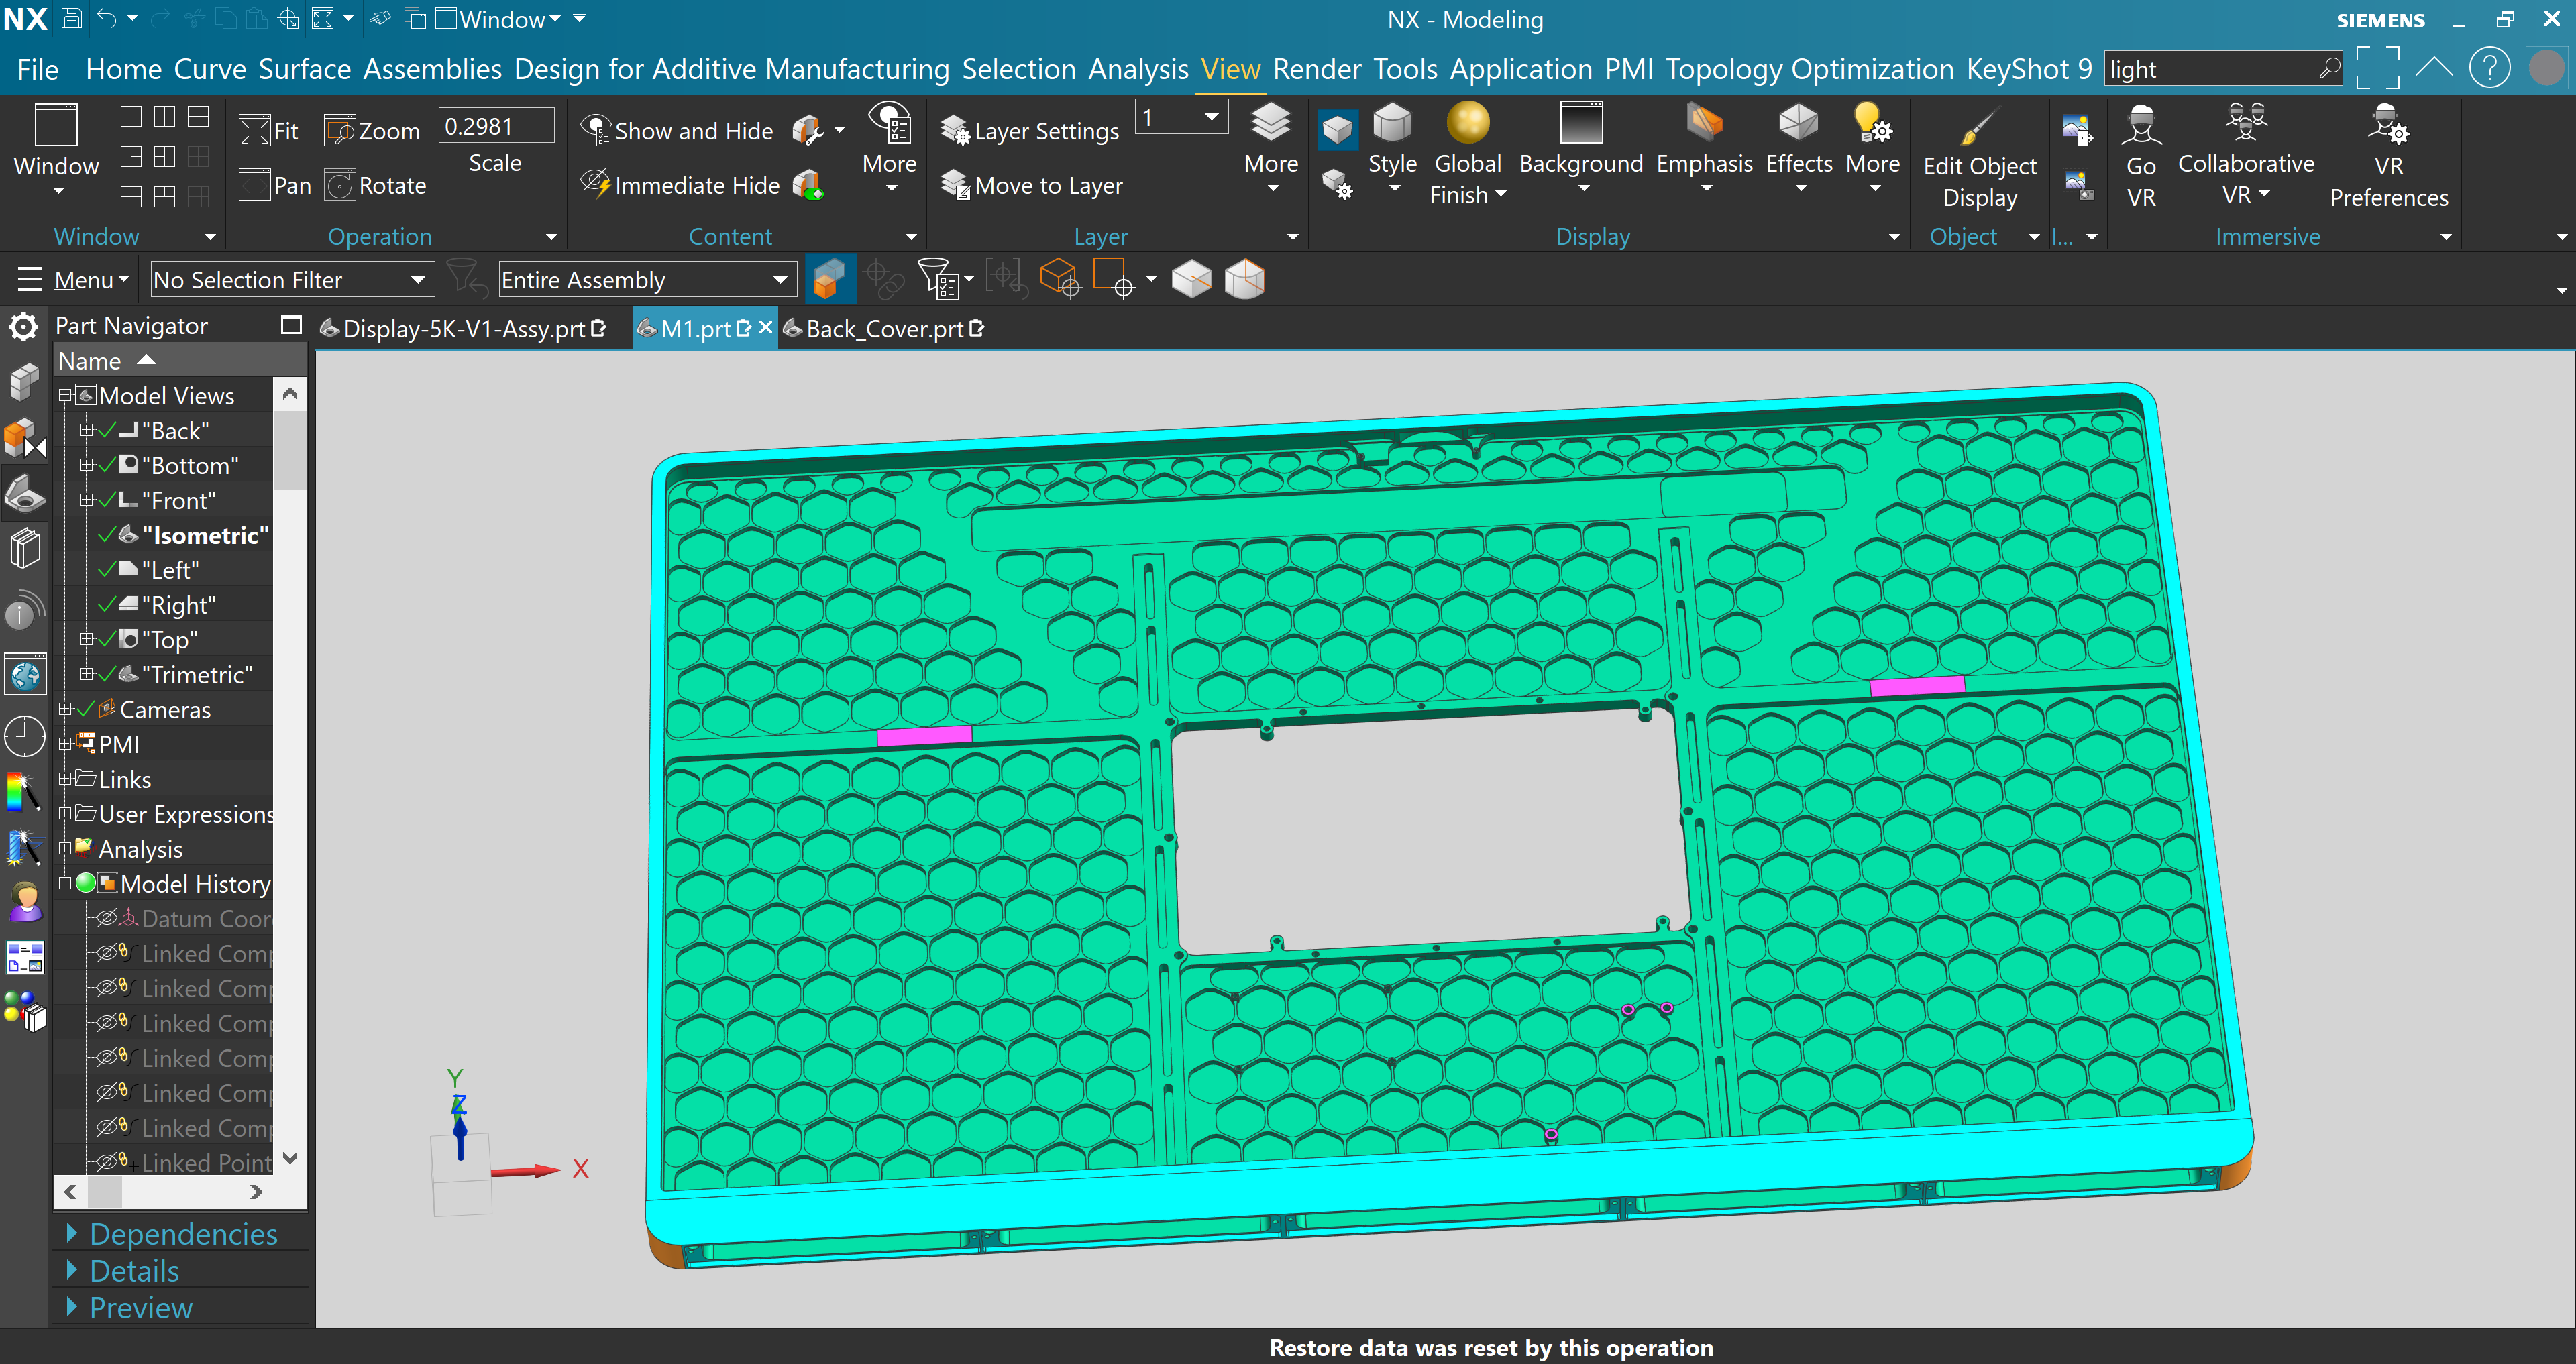 NX
Window
NX - Modeling
SIEMENS
File Home Curve Surface Assemblies Design for Additive Manufacturing Selection Analysis View Render Tools Application PMI Topology Optimization KeyShot 9 light
Window
Fit
Zoom
0.2981
Scale
Pan
Rotate
Show and Hide
Immediate Hide
More
Layer Settings
1
Move to Layer
More
Style
Global Finish
Background
Emphasis
Effects
More
Edit Object Display
Go VR
Collaborative VR
VR Preferences
Window
Operation
Content
Layer
Display
Object
I...
Immersive
Menu
No Selection Filter
Entire Assembly
Part Navigator
Display-5K-V1-Assy.prt
M1.prt
Back_Cover.prt
Name
Model Views
"Back"
"Bottom"
"Front"
"Isometric"
"Left"
"Right"
"Top"
"Trimetric"
Cameras
PMI
Links
User Expressions
Analysis
Model History
Datum Coor
Linked Comp
Linked Comp
Linked Comp
Linked Comp
Linked Comp
Linked Comp
Linked Point
Dependencies
Details
Preview
Y
Z
X
Restore data was reset by this operation